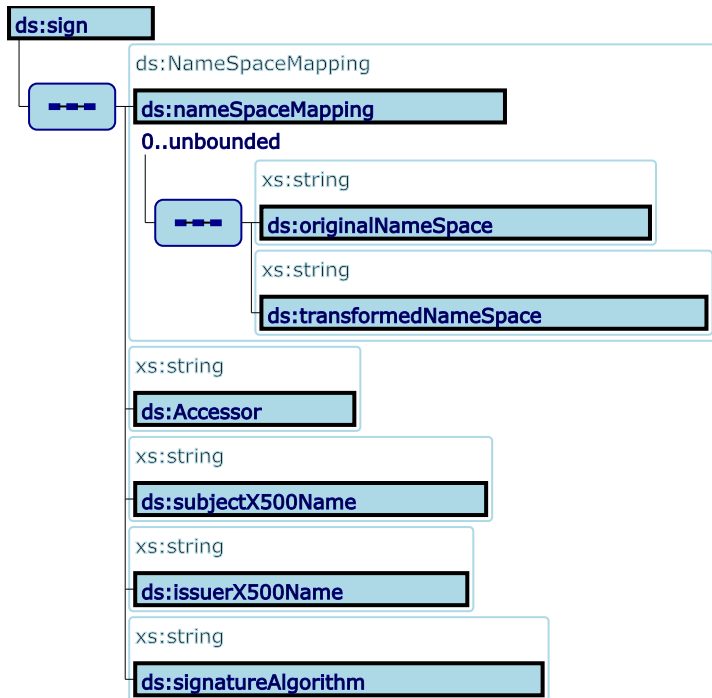 ds:sign
ds:NameSpaceMapping
ds:nameSpaceMapping
0..unbounded
xs:string
ds:originalNameSpace
xs:string
ds:transformedNameSpace
xs:string
ds:Accessor
xs:string
ds:subjectX500Name
xs:string
ds:issuerX500Name
xs:string
ds:signatureAlgorithm